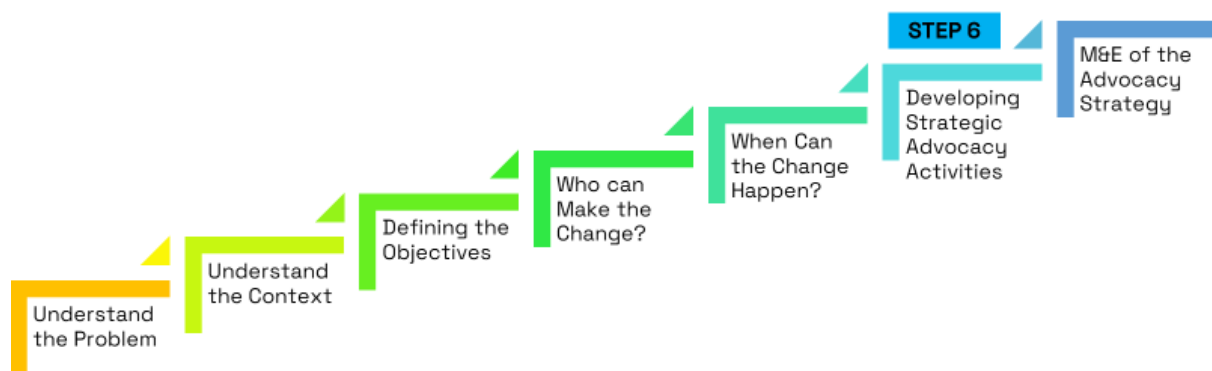 Understand
the Problem
Understand
the Context
Defining the
Objectives
Who can
Make the
Change?
When Can
the Change
Happen?
STEP 6
Developing
Strategic
Advocacy
Activities
M&E of the
Advocacy
Strategy